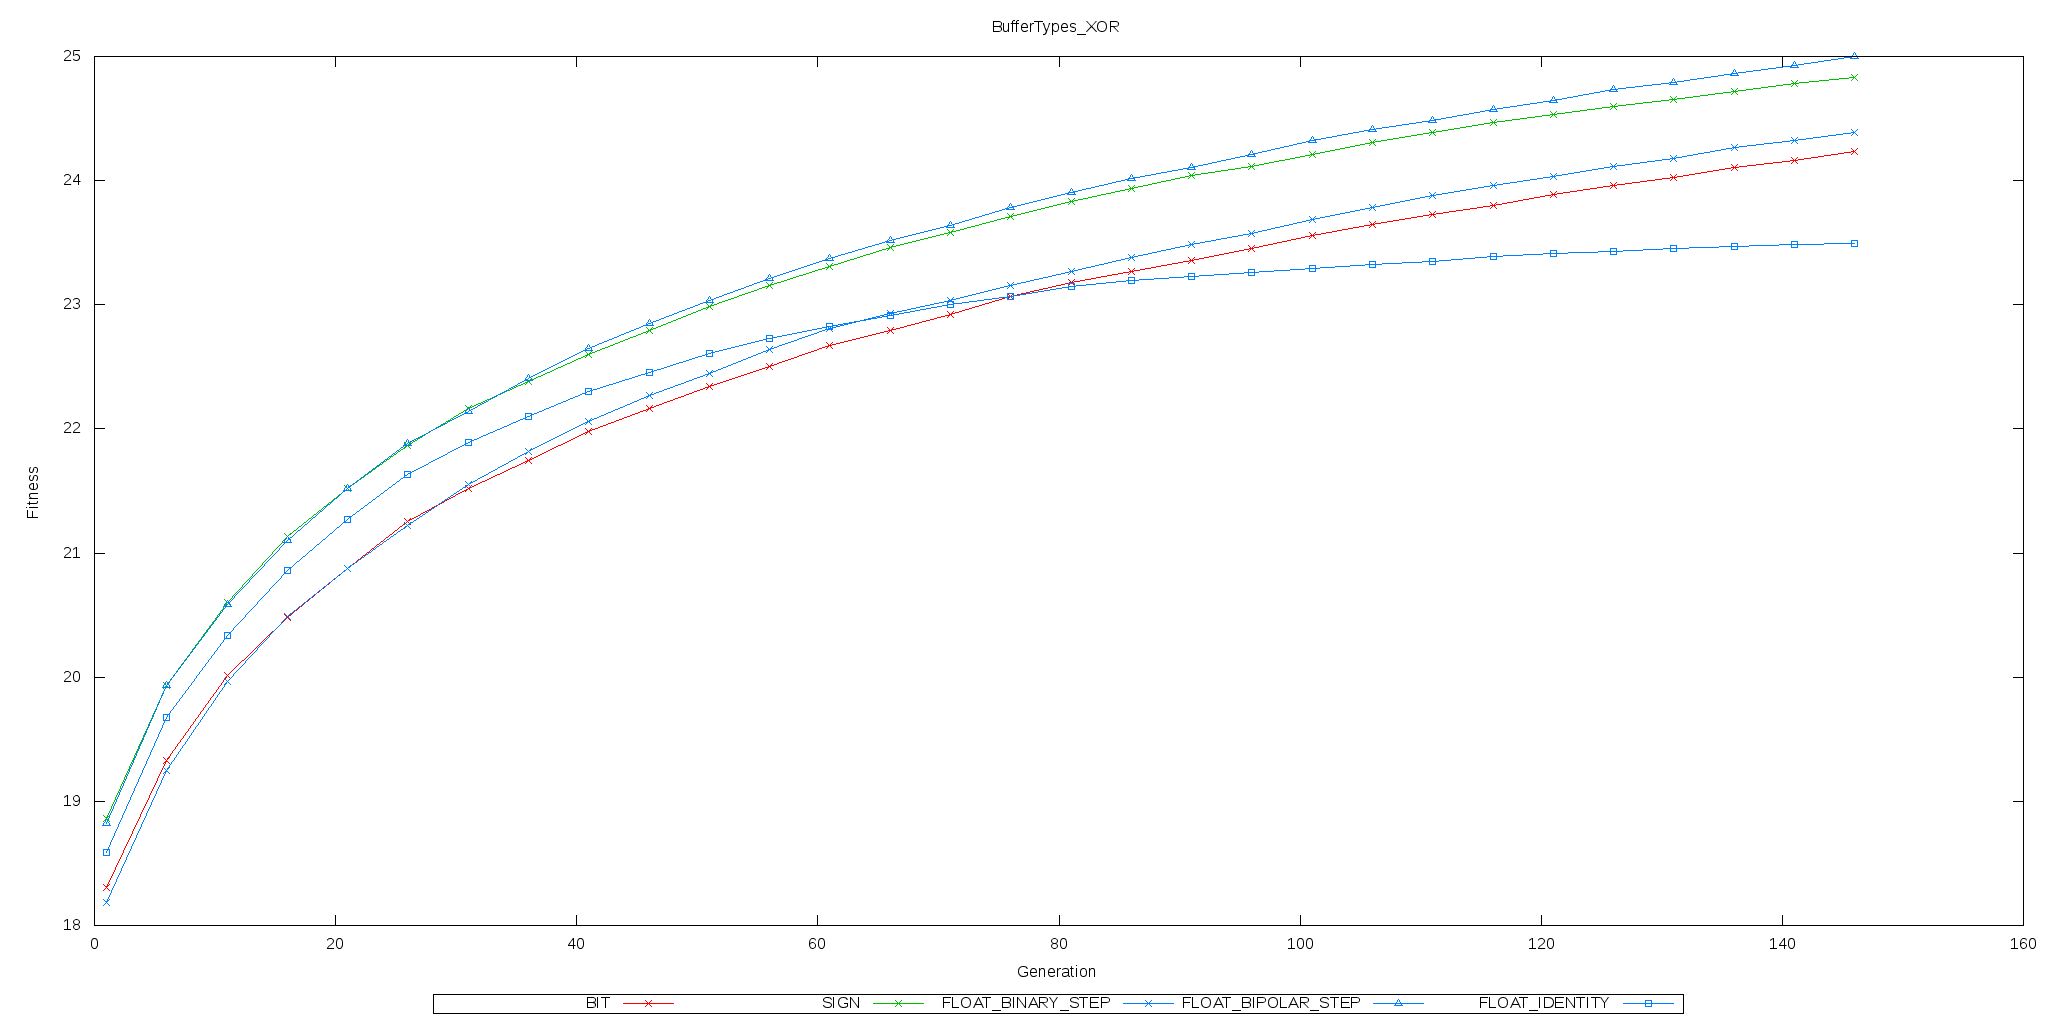 BufferTypes_XOR
25
24
23
22
21
20
19
18
Fitness
0 20 40 60 80 100 120 140 160
Generation
BIT SIGN FLOAT_BINARY_STEP FLOAT_BIPOLAR_STEP FLOAT_IDENTITY